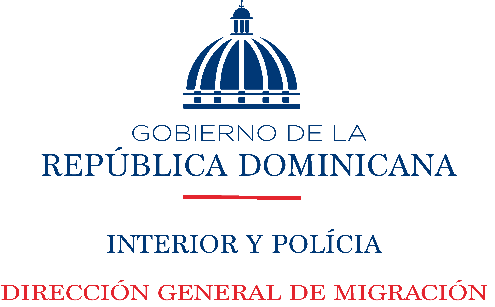 GOBIERNO DE LA
REPÚBLICA DOMINICANA
INTERIOR Y POLÍCIA
DIRECCIÓN GENERAL DE MIGRACIÓN